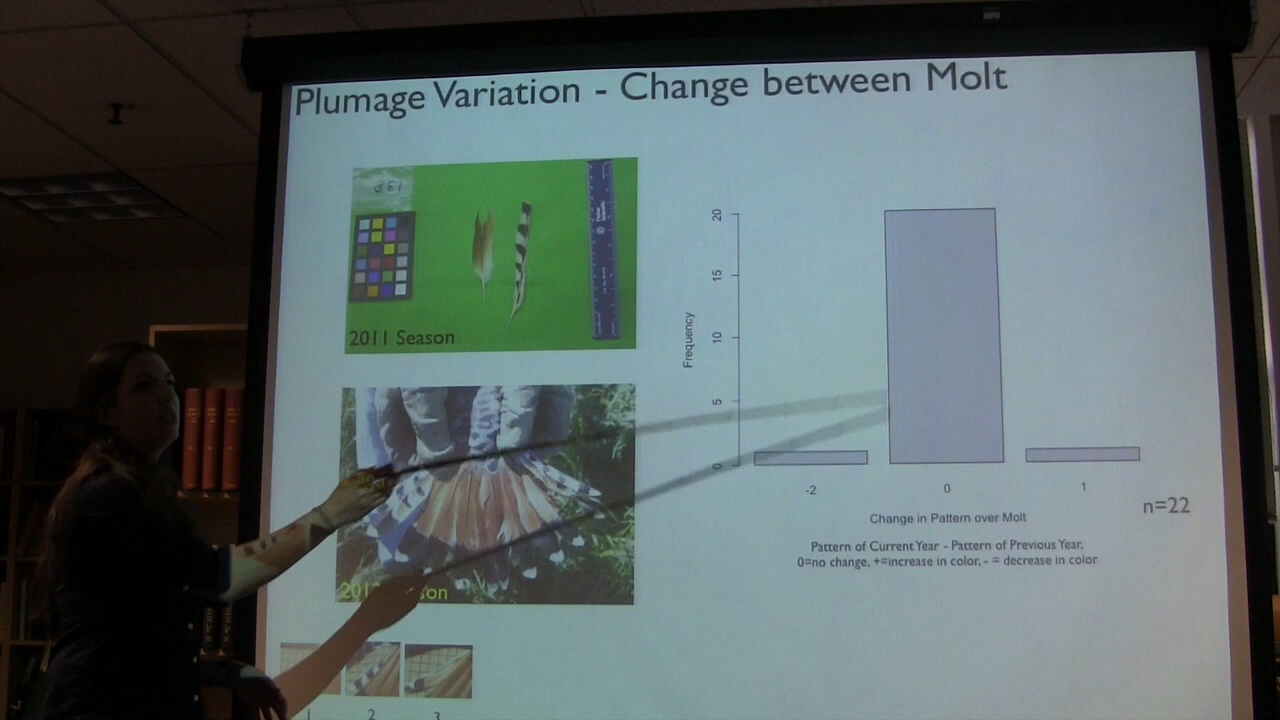 Plumage Variation - Change between Molt
138
2011 Season
Frequency
20
15
10
5
0
-2
0
1
Change in Pattern over Molt
n=22
Pattern of Current Year - Pattern of Previous Year,
0=no change, +=increase in color, - = decrease in color
1
2
3